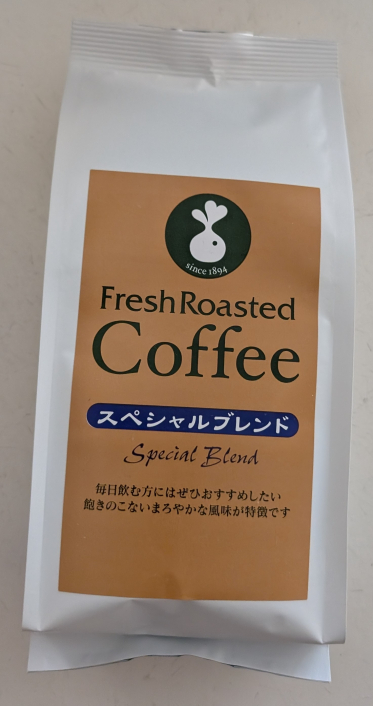 since 1894
Fresh Roasted
Coffee
スペシャルブレンド
Special Blend
毎日飲む方にはぜひおすすめしたい
飽きのこないまろやかな風味が特徴です